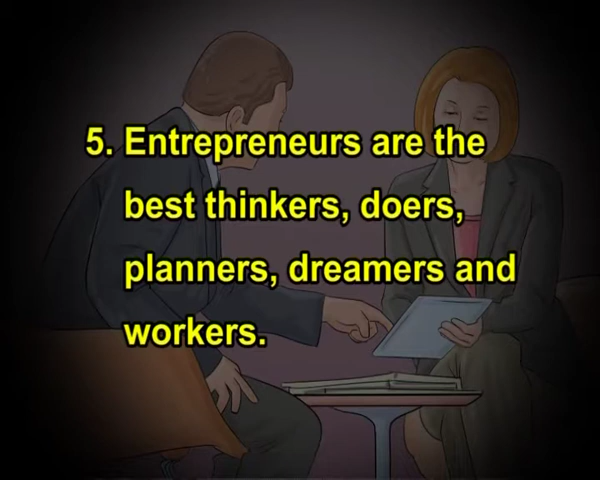 5. Entrepreneurs are the
best thinkers, doers,
planners, dreamers and
workers.